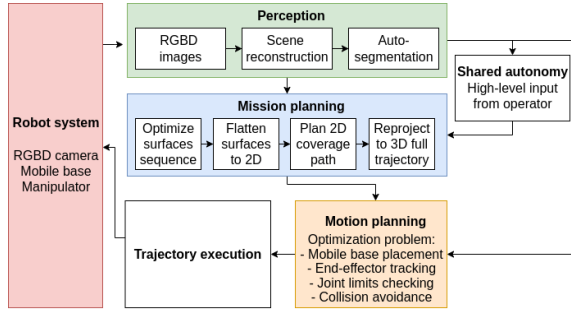 Perception
RGBD
images
Scene
reconstruction
Auto-
segmentation
Shared autonomy
High-level input
from operator
Robot system
RGBD camera
Mobile base
Manipulator
Mission planning
Optimize
surfaces
sequence
Flatten
surfaces
to 2D
Plan 2D
coverage
path
Reproject
to 3D full
trajectory
Trajectory execution
Motion planning
Optimization problem:
- Mobile base placement
- End-effector tracking
- Joint limits checking
- Collision avoidance